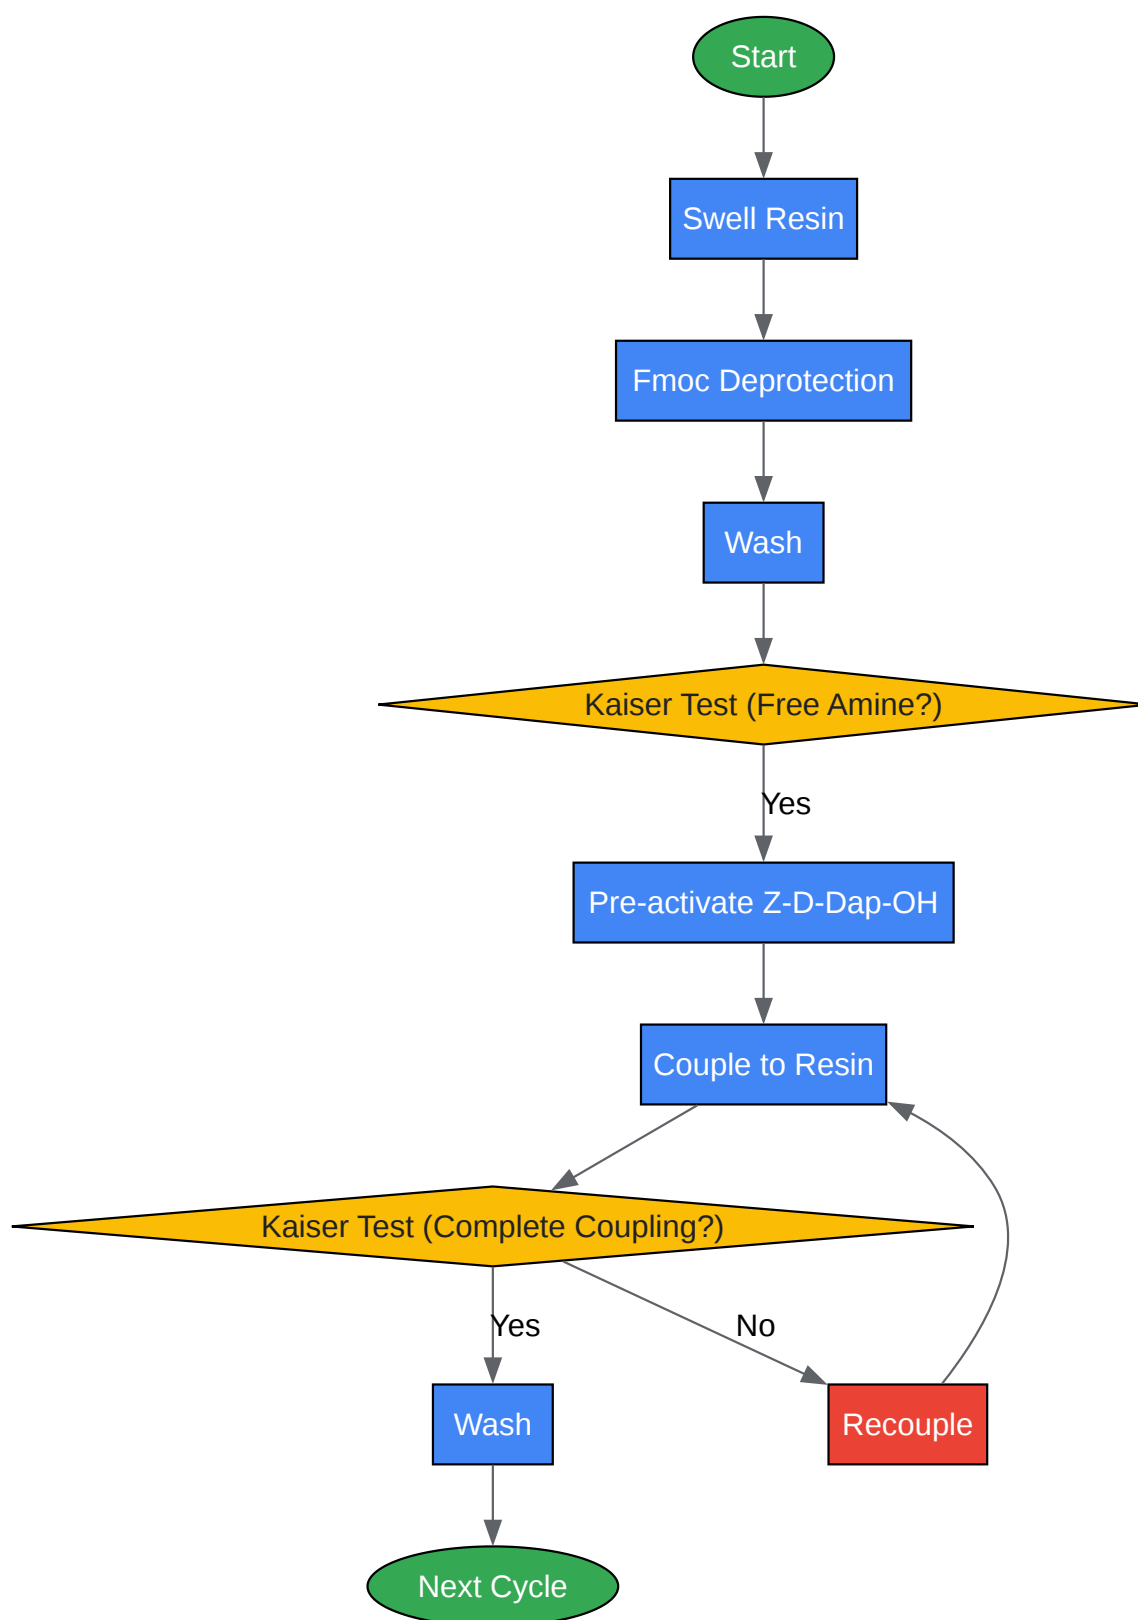 Start
Swell Resin
Fmoc Deprotection
Wash
Kaiser Test (Free Amine?)
Yes
Pre-activate Z-D-Dap-OH
Couple to Resin
Kaiser Test (Complete Coupling?)
Yes
No
Wash
Recouple
Next Cycle